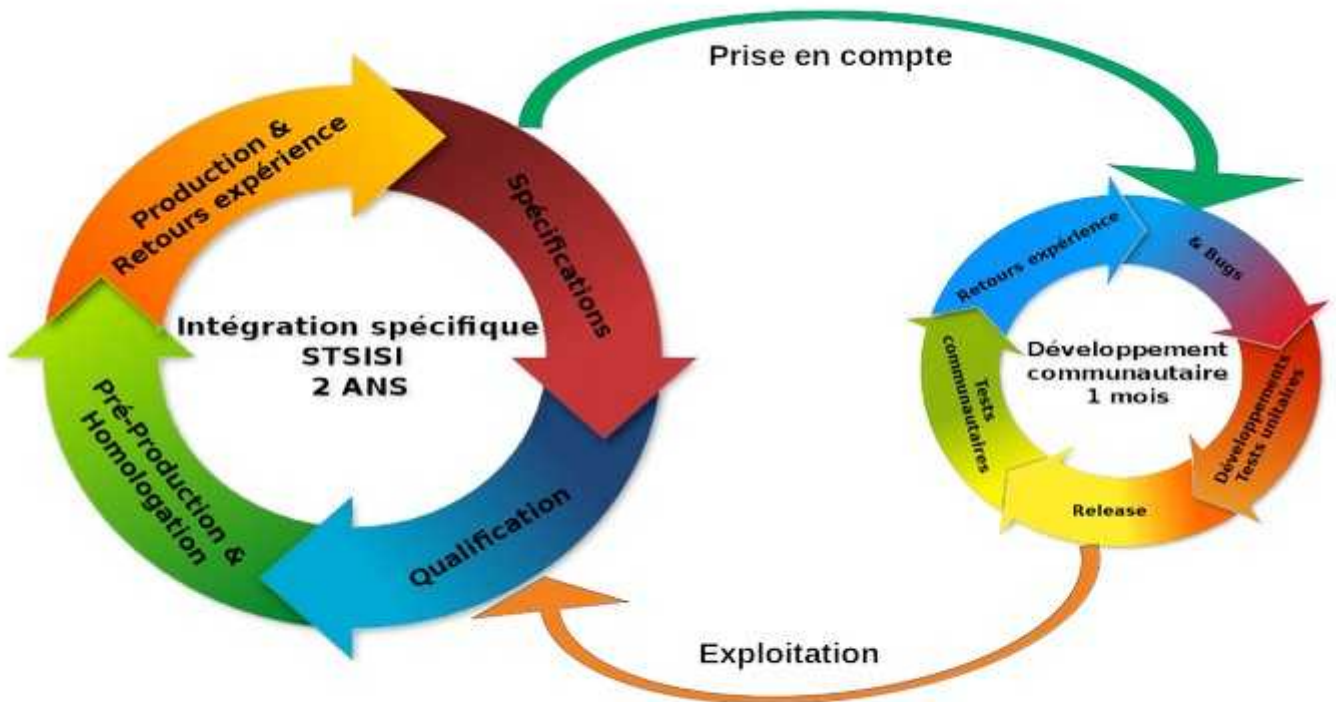 Prise en compte
Production &
Retours expérience
Spécifications
Intégration spécifique
STSISI
2 ANS
Pré-Production &
Homologation
Qualification
Retours expérience
& Bugs
Développement
communautaire
1 mois
Tests
communautaires
Développements
Tests unitaires
Release
Exploitation